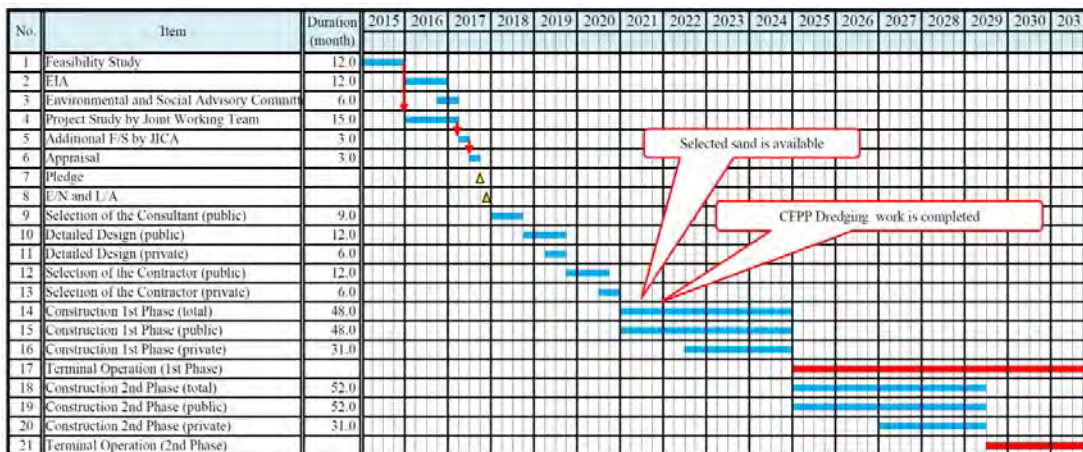 No. Item Duration (month) 2015 2016 2017 2018 2019 2020 2021 2022 2023 2024 2025 2026 2027 2028 2029 2030 203
1 Feasibility Study 12.0
2 EIA 12.0
3 Environmental and Social Advisory Committ 6.0
4 Project Study by Joint Working Team 15.0
5 Additional F/S by JICA 3.0
6 Appraisal 3.0
7 Pledge
8 E/N and L/A
9 Selection of the Consultant (public) 9.0
10 Detailed Design (public) 12.0
11 Detailed Design (private) 6.0
12 Selection of the Contractor (public) 12.0
13 Selection of the Contractor (private) 6.0
14 Construction 1st Phase (total) 48.0
15 Construction 1st Phase (public) 48.0
16 Construction 1st Phase (private) 31.0
17 Terminal Operation (1st Phase)
18 Construction 2nd Phase (total) 52.0
19 Construction 2nd Phase (public) 52.0
20 Construction 2nd Phase (private) 31.0
21 Terminal Operation (2nd Phase)
Selected sand is available
CFPP Dredging work is completed